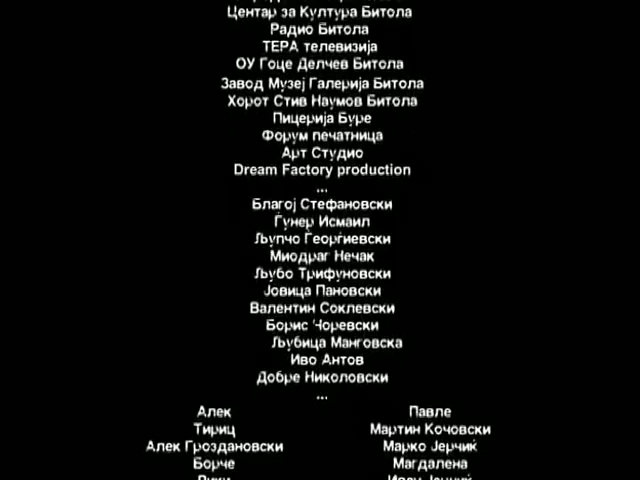 Центар за Култура Битола
Радио Битола
ТЕРА телевизија
ОУ Гоце Делчев Битола
Завод Музеј Галерија Битола
Хорот Стив Наумов Битола
Пицерија Буре
Форум печатница
Арт Студио
Dream Factory production
...
Благој Стефановски
Ѓунер Исмаил
Љупчо Георѓиевски
Миодраг Нечак
Љубо Трифуновски
Јовица Пановски
Валентин Соклевски
Борис Чоревски
Љубица Манговска
Иво Антов
Добре Николовски
...
Алек Павле
Тириц Мартин Кочовски
Алек Гроздановски Марко Јерчиќ
Борче Магдалена